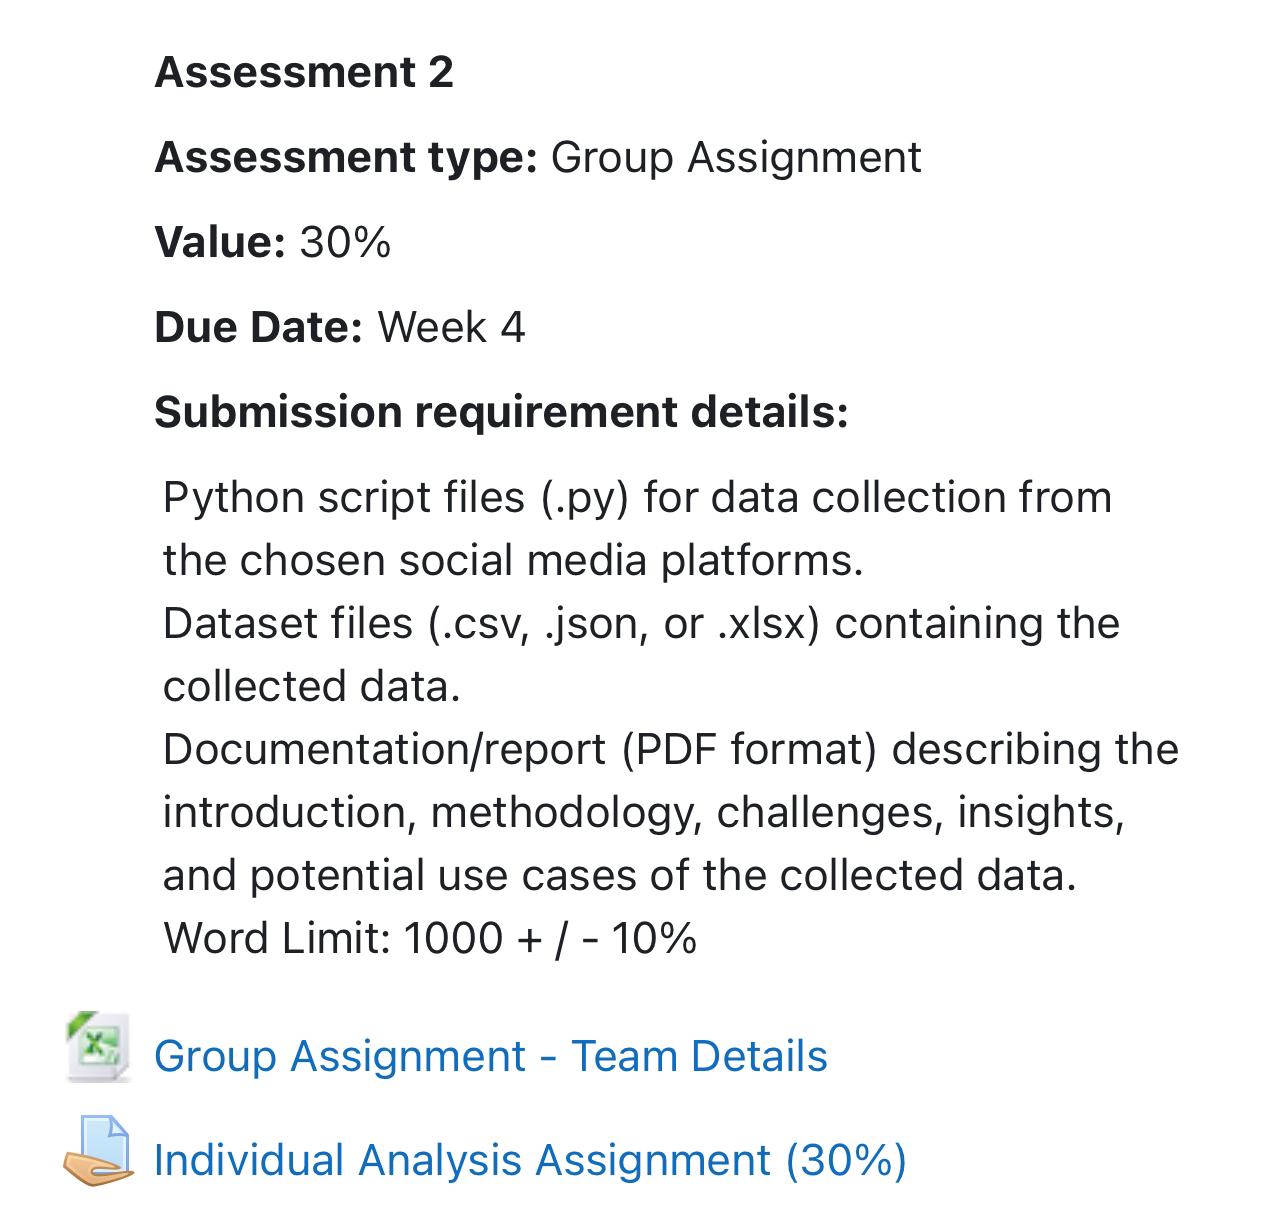 Assessment 2
Assessment type: Group Assignment
Value: 30%
Due Date: Week 4
Submission requirement details:
Python script files (.py) for data collection from
the chosen social media platforms.
Dataset files (.csv, .json, or .xlsx) containing the
collected data.
Documentation/report (PDF format) describing the
introduction, methodology, challenges, insights,
and potential use cases of the collected data.
Word Limit: 1000 + / - 10%
Group Assignment - Team Details
Individual Analysis Assignment (30%)